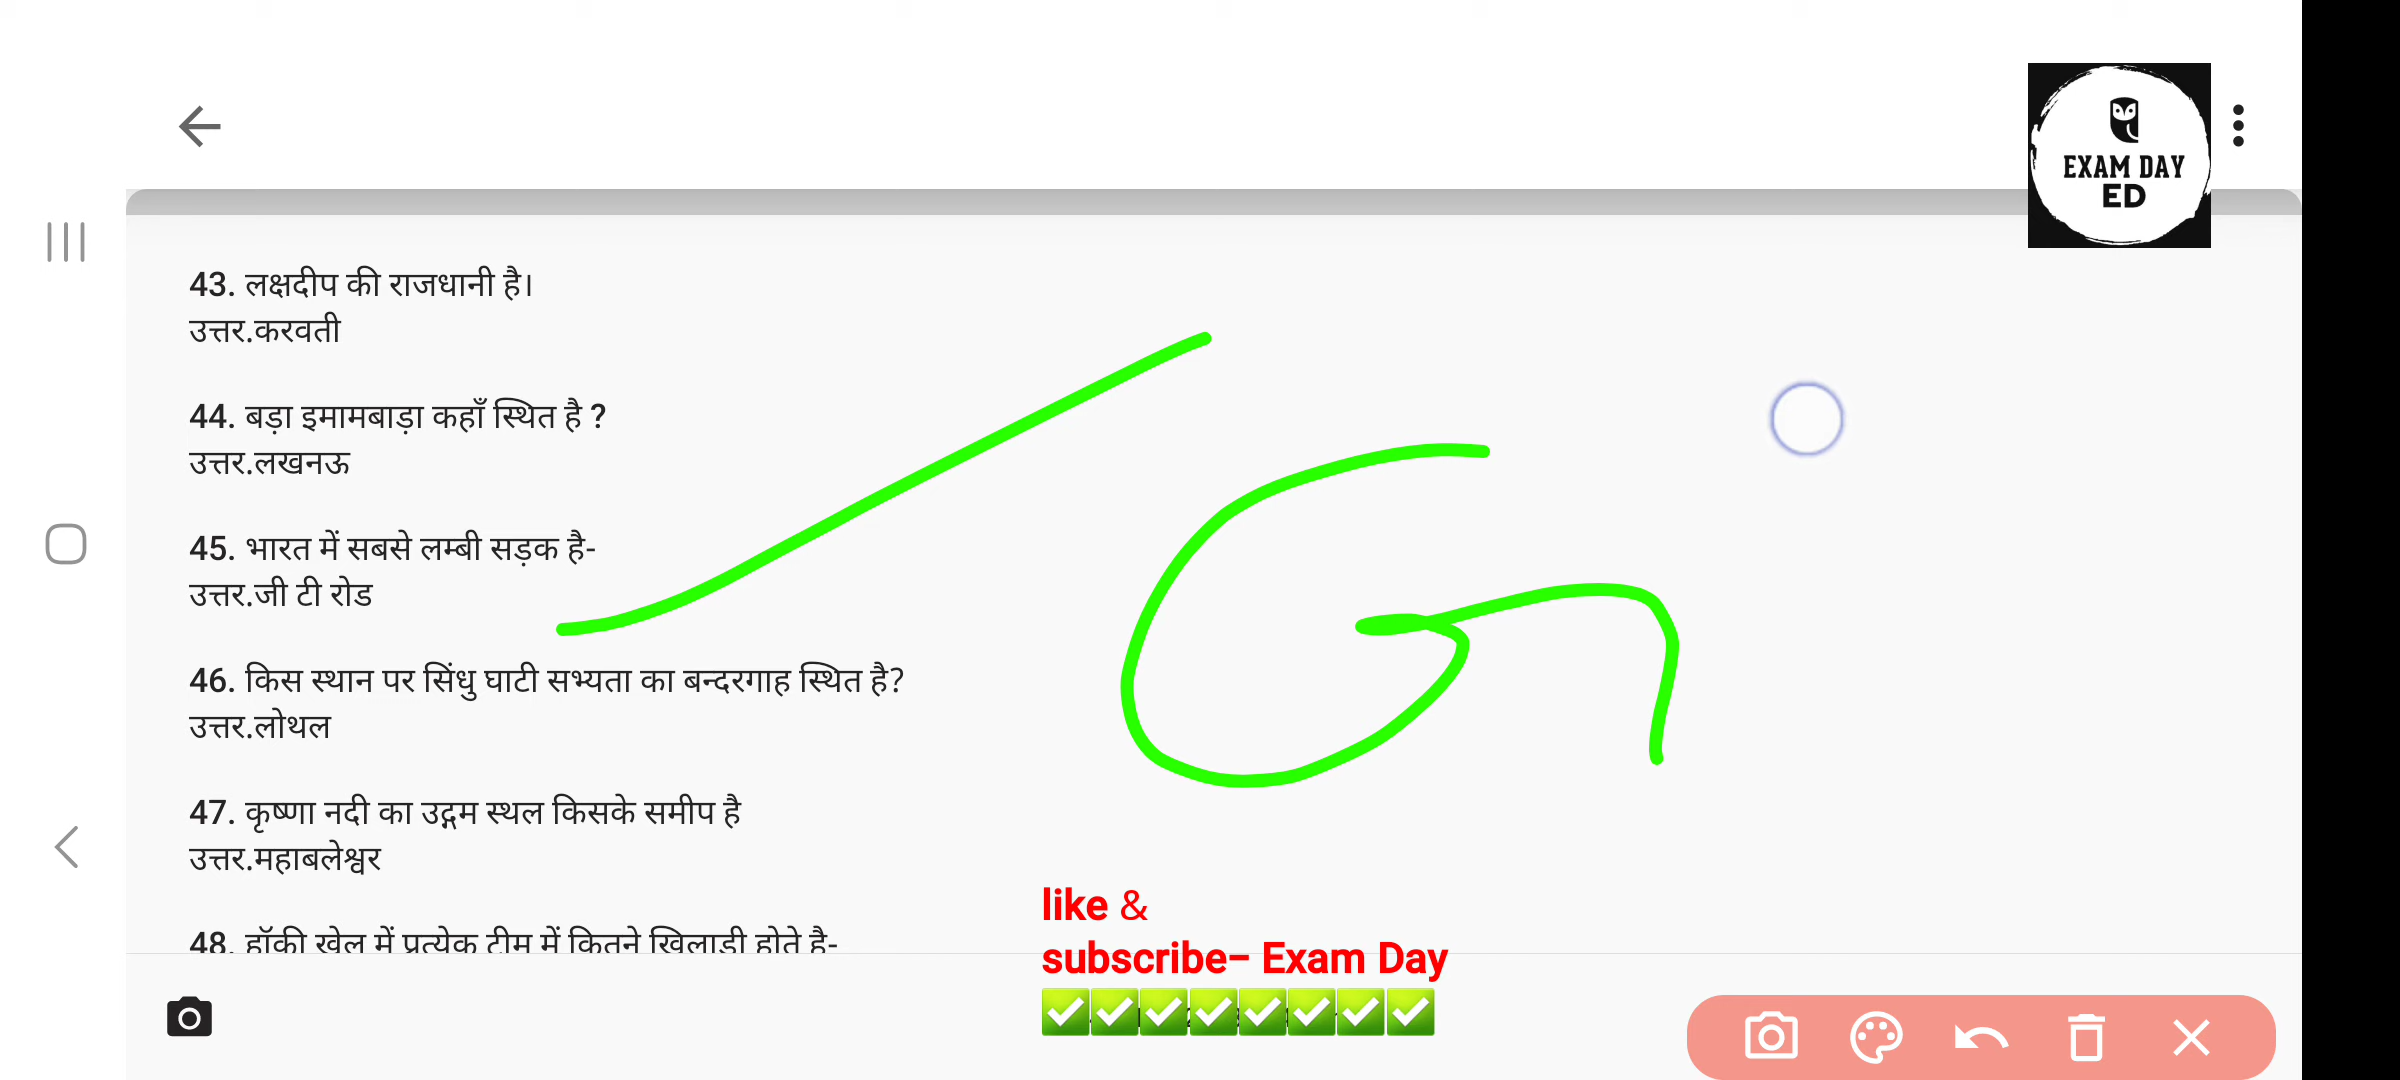 EXAM DAY
ED
43. लक्षदीप की राजधानी है।
उत्तर.करवती
44. बड़ा इमामबाड़ा कहाँ स्थित है ?
उत्तर.लखनऊ
45. भारत में सबसे लम्बी सड़क है-
उत्तर.जी टी रोड
46. किस स्थान पर सिंधु घाटी सभ्यता का बन्दरगाह स्थित है?
उत्तर.लोथल
47. कृष्णा नदी का उद्गम स्थल किसके समीप है
उत्तर.महाबलेश्वर
48. हॉकी खेल में प्रत्येक टीम में कितने खिलाडी होते है-
like &
subscribe– Exam Day